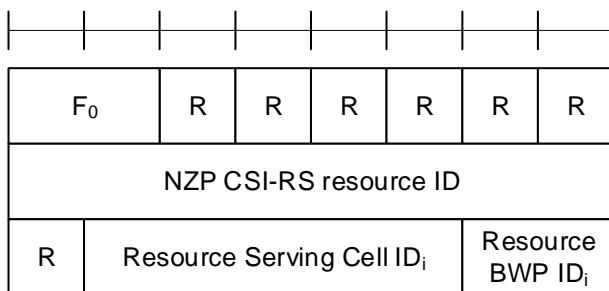 F₀ R R R R R R
NZP CSI-RS resource ID
R Resource Serving Cell IDᵢ Resource BWP IDᵢ